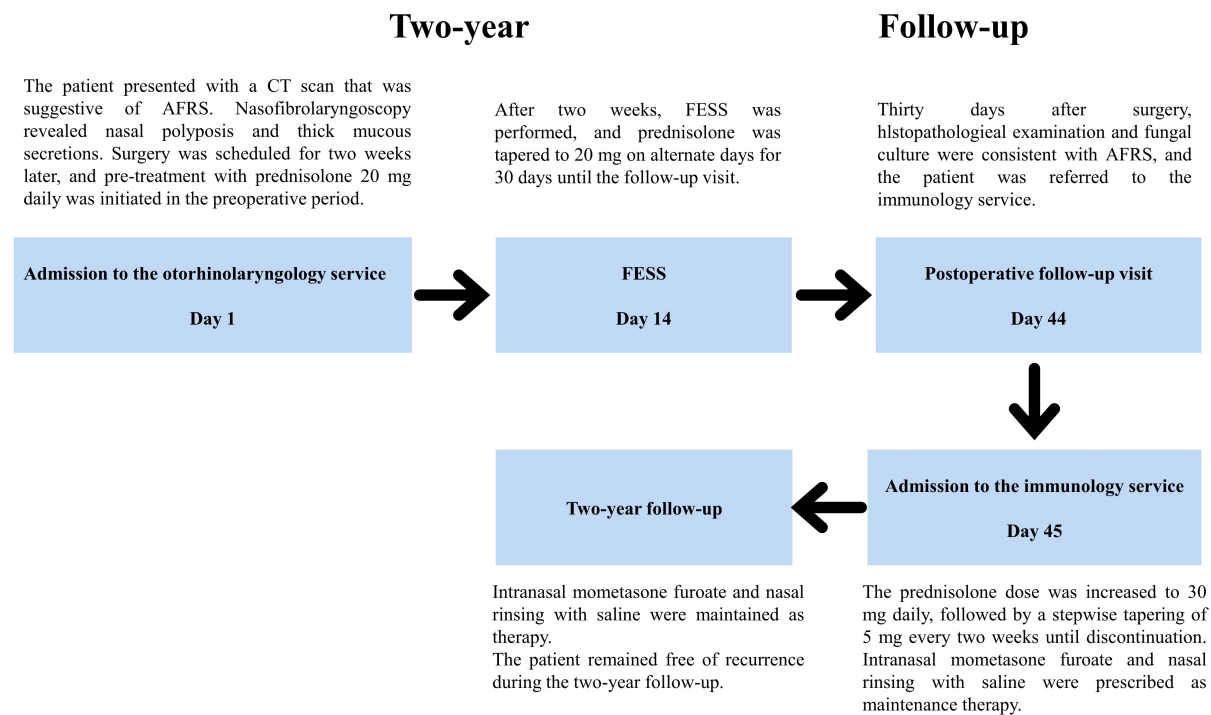 Two-year
Follow-up
The patient presented with a CT scan that was
suggestive of AFRS. Nasofibrolaryngoscopy
revealed nasal polyposis and thick mucous
secretions. Surgery was scheduled for two weeks
later, and pre-treatment with prednisolone 20 mg
daily was initiated in the preoperative period.
After two weeks, FESS was
performed, and prednisolone was
tapered to 20 mg on alternate days for
30 days until the follow-up visit.
Thirty days after surgery,
hlstopathologieal examination and fungal
culture were consistent with AFRS, and
the patient was referred to the
immunology service.
Admission to the otorhinolaryngology service
Day 1
FESS
Day 14
Postoperative follow-up visit
Day 44
Admission to the immunology service
Day 45
Two-year follow-up
The prednisolone dose was increased to 30
mg daily, followed by a stepwise tapering of
5 mg every two weeks until discontinuation.
Intranasal mometasone furoate and nasal
rinsing with saline were prescribed as
maintenance therapy.
Intranasal mometasone furoate and nasal
rinsing with saline were maintained as
therapy.
The patient remained free of recurrence
during the two-year follow-up.